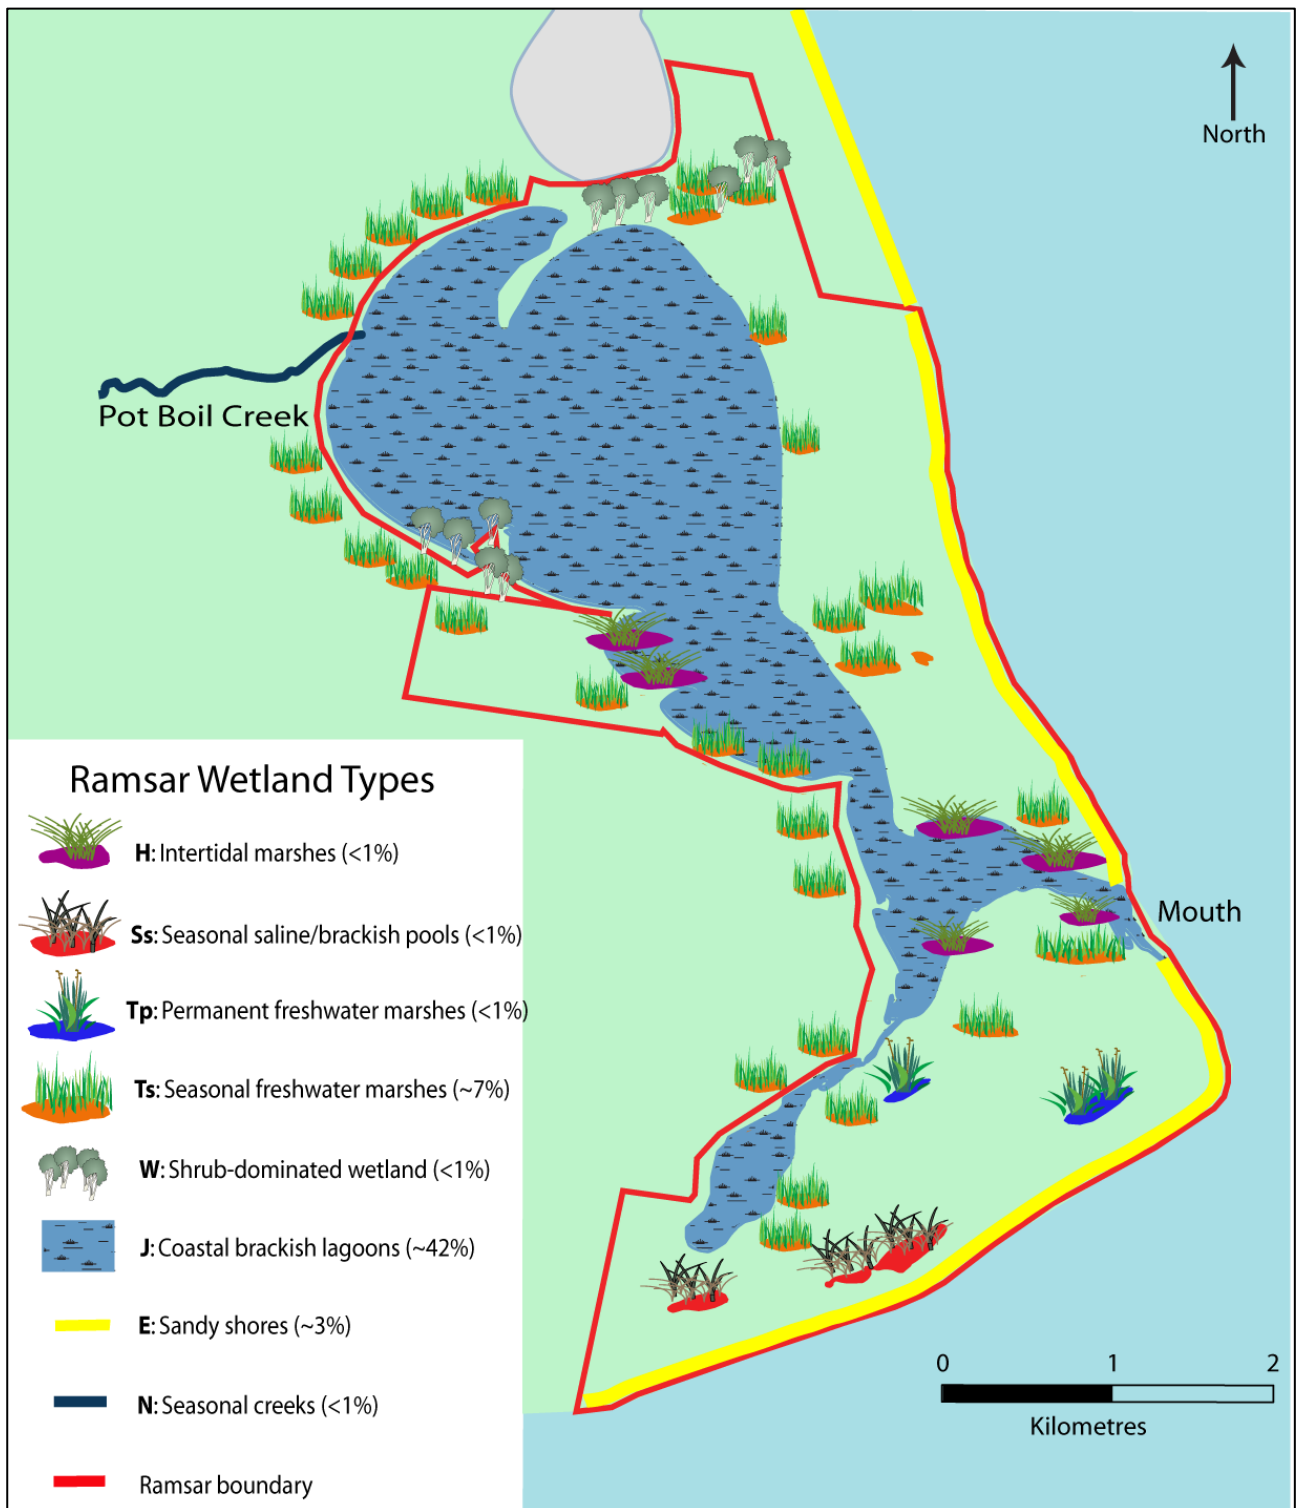 North
Pot Boil Creek
Mouth
Ramsar Wetland Types
H: Intertidal marshes (<1%)
Ss: Seasonal saline/brackish pools (<1%)
Tp: Permanent freshwater marshes (<1%)
Ts: Seasonal freshwater marshes (~7%)
W: Shrub-dominated wetland (<1%)
J: Coastal brackish lagoons (~42%)
E: Sandy shores (~3%)
N: Seasonal creeks (<1%)
Ramsar boundary
0 1 2
Kilometres